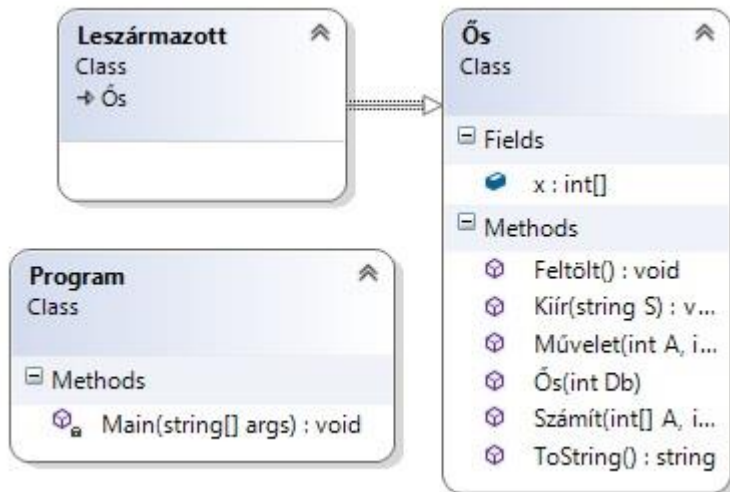 Leszármazott
Class
Ős
Ős
Class
Fields
x : int[]
Methods
Feltölt() : void
Kiír(string S) : v...
Művelet(int A, i...
Ős(int Db)
Számít(int[] A, i...
ToString() : string
Program
Class
Methods
Main(string[] args) : void